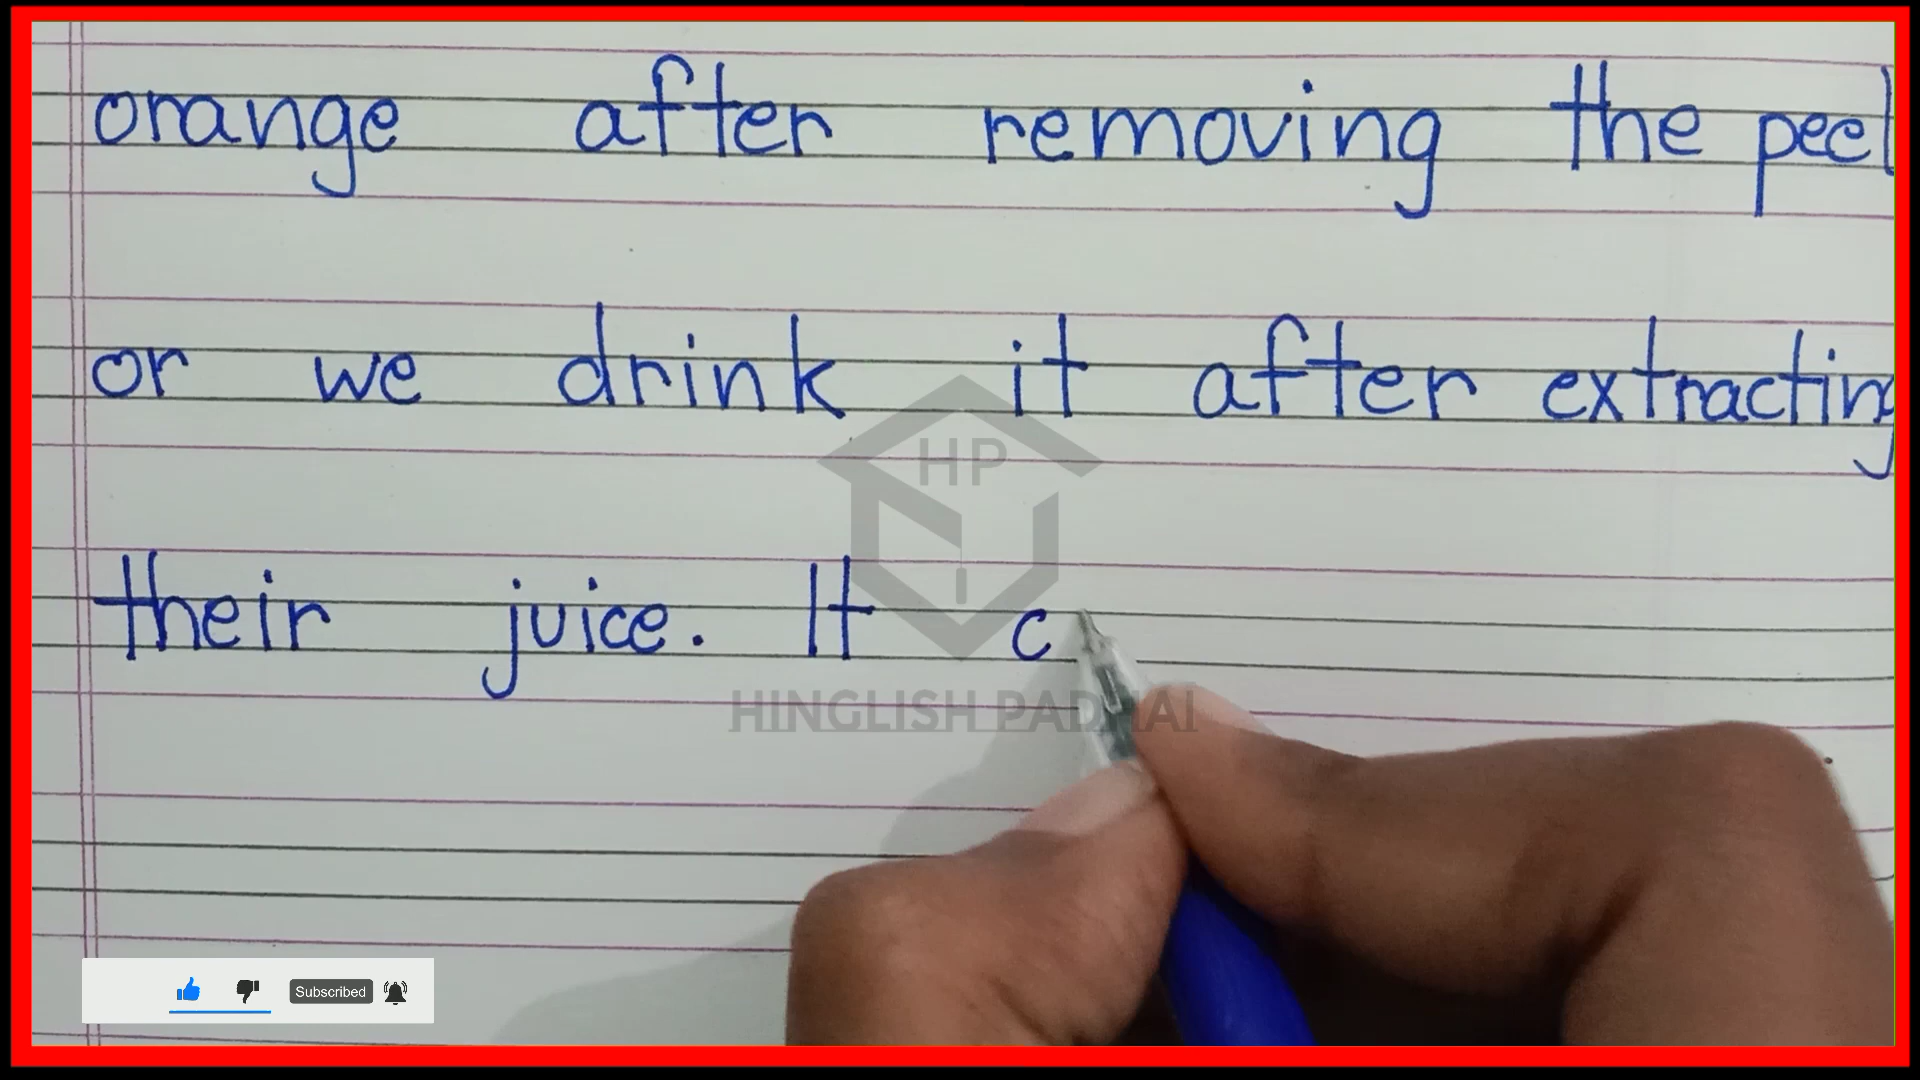 orange after removing the peel
or we drink it after extracting
their juice. It c
HP
HINGLISH PADHAI
Subscribed